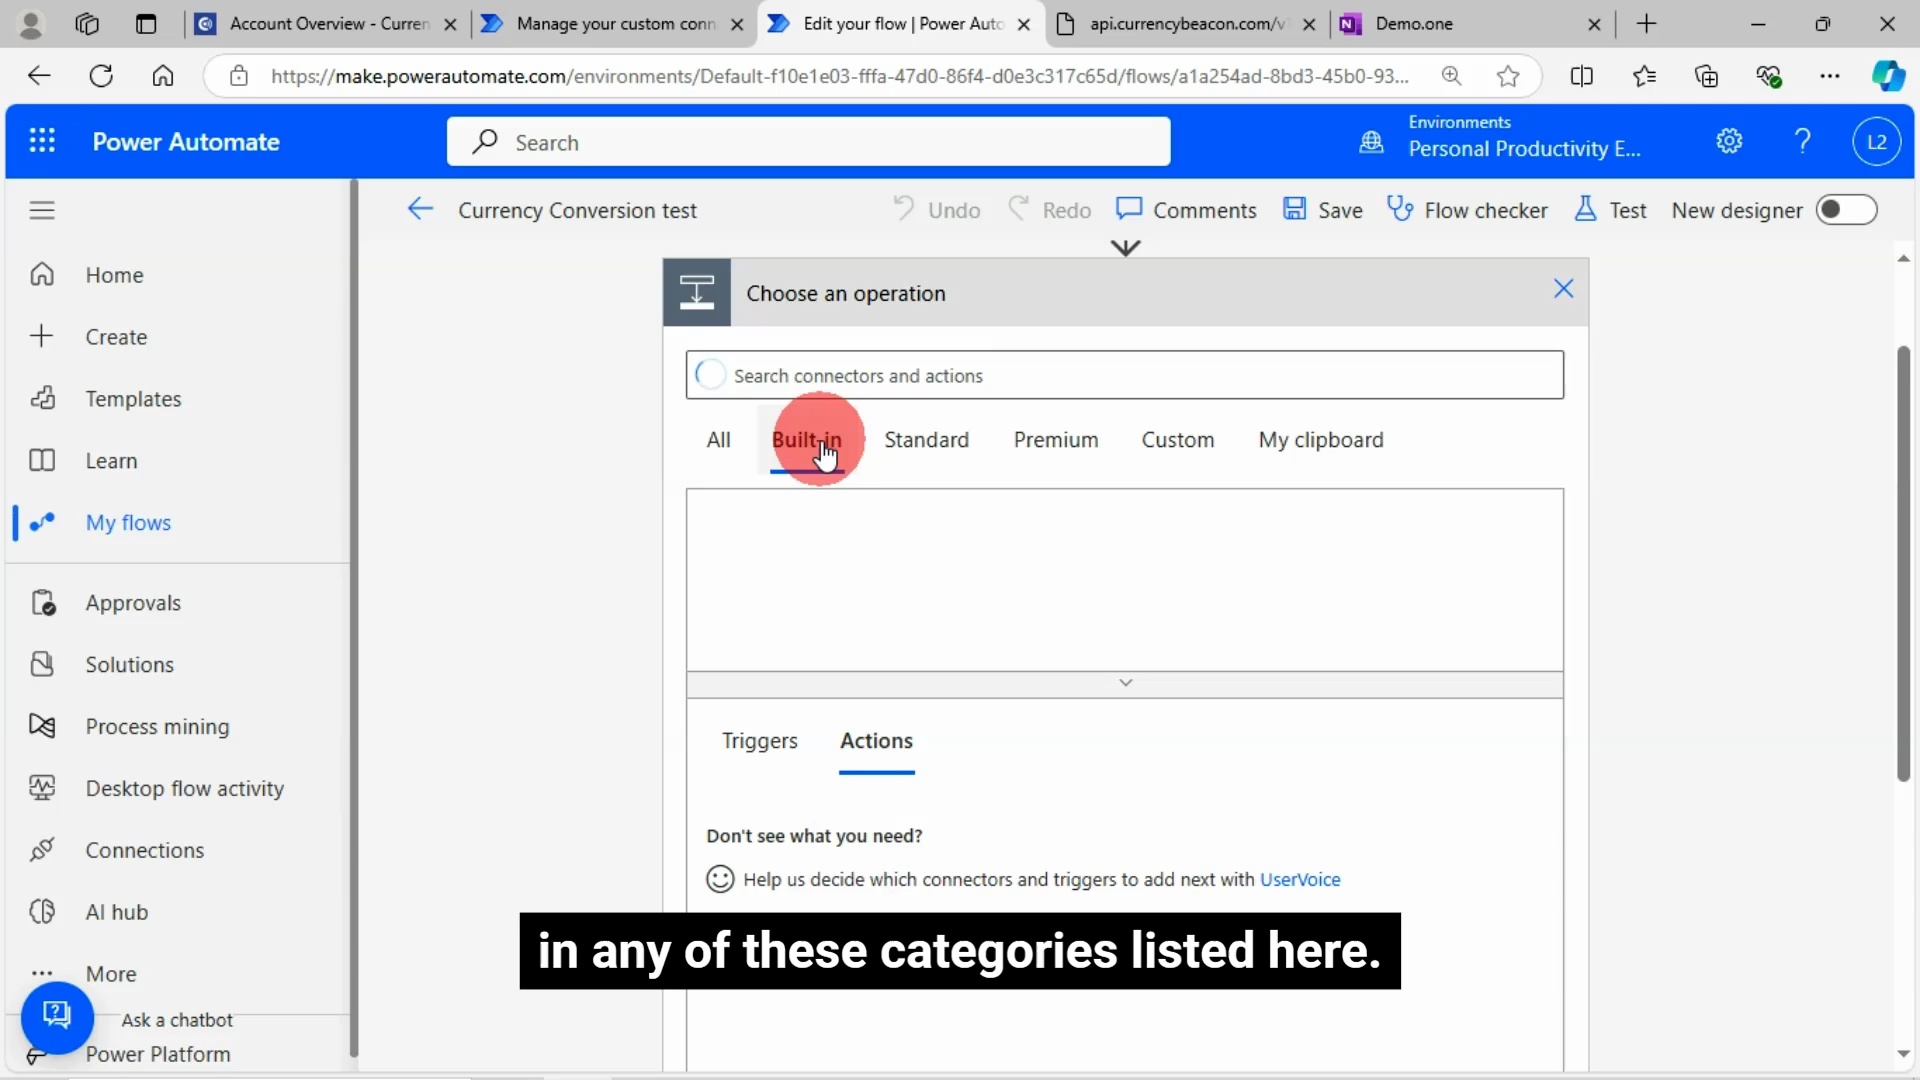 Account Overview - Curren
Manage your custom conn
Edit your flow | Power Auto
api.currencybeacon.com/v1
Demo.one
https://make.powerautomate.com/environments/Default-f10e1e03-fffa-47d0-86f4-d0e3c317c65d/flows/a1a254ad-8bd3-45b0-93...
Power Automate
Search
Environments
Personal Productivity E...
?
L2
Currency Conversion test
Undo
Redo
Comments
Save
Flow checker
Test
New designer
Home
Create
Templates
Learn
My flows
Approvals
Solutions
Process mining
Desktop flow activity
Connections
AI hub
More
Ask a chatbot
Power Platform
Choose an operation
Search connectors and actions
All
Built-in
Standard
Premium
Custom
My clipboard
Triggers
Actions
Don't see what you need?
Help us decide which connectors and triggers to add next with UserVoice
in any of these categories listed here.